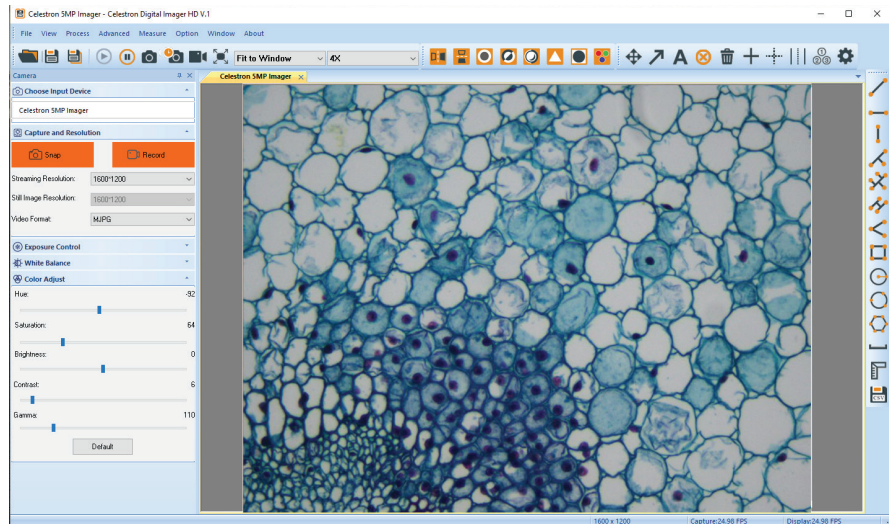 Celestron 5MP Imager - Celestron Digital Imager HD V.1
File View Process Advanced Measure Option Window About
Fit to Window 4X
Camera
Celestron 5MP Imager
Choose Input Device
Celestron 5MP Imager
Capture and Resolution
Snap Record
Streaming Resolution: 1600*1200
Still Image Resolution: 1600*1200
Video Format: MJPG
Exposure Control
White Balance
Color Adjust
Hue: -92
Saturation: 64
Brightness: 0
Contrast: 6
Gamma: 110
Default
1600 x 1200 Capture:24.98 FPS Display:24.98 FPS